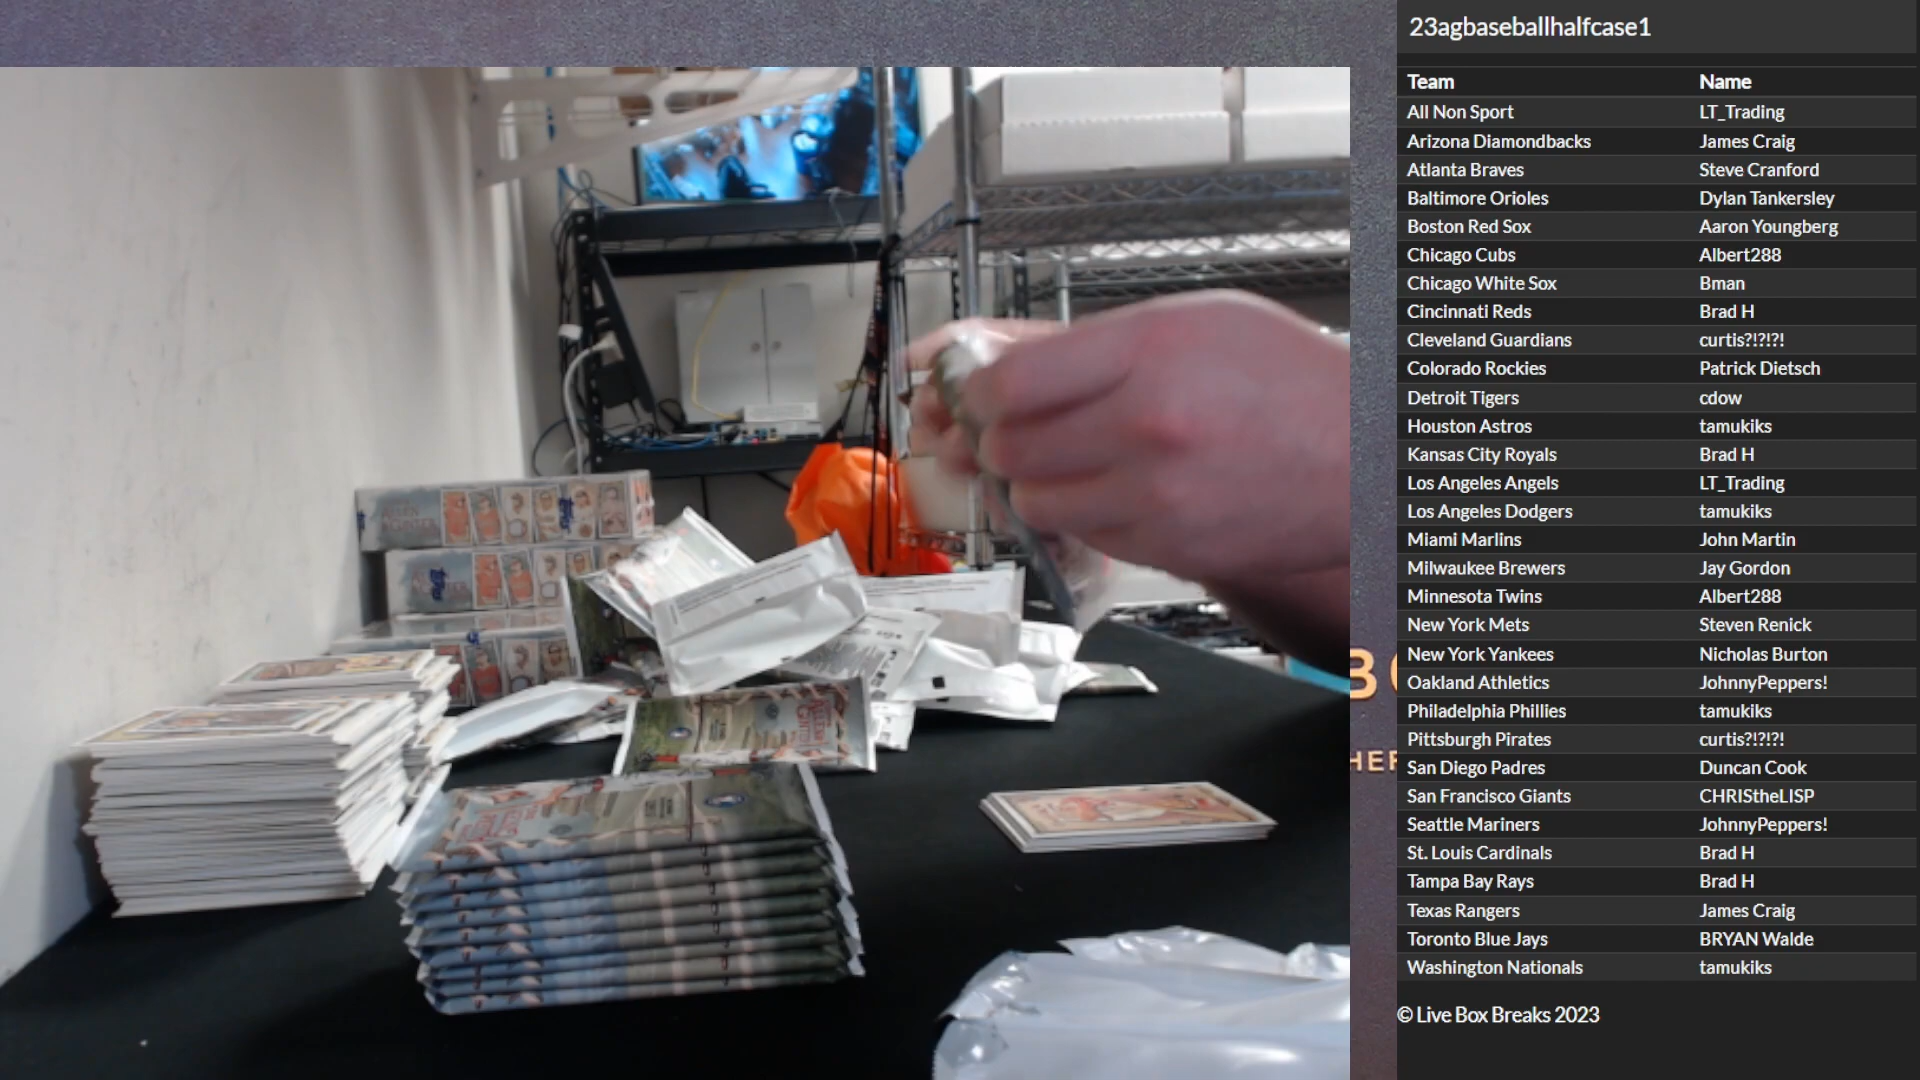 23agbaseballhalfcase1
Team Name
All Non Sport LT_Trading
Arizona Diamondbacks James Craig
Atlanta Braves Steve Cranford
Baltimore Orioles Dylan Tankersley
Boston Red Sox Aaron Youngberg
Chicago Cubs Albert288
Chicago White Sox Bman
Cincinnati Reds Brad H
Cleveland Guardians curtis?!?!?!
Colorado Rockies Patrick Dietsch
Detroit Tigers cdow
Houston Astros tamukiks
Kansas City Royals Brad H
Los Angeles Angels LT_Trading
Los Angeles Dodgers tamukiks
Miami Marlins John Martin
Milwaukee Brewers Jay Gordon
Minnesota Twins Albert288
New York Mets Steven Renick
New York Yankees Nicholas Burton
Oakland Athletics JohnnyPeppers!
Philadelphia Phillies tamukiks
Pittsburgh Pirates curtis?!?!?!
San Diego Padres Duncan Cook
San Francisco Giants CHRIStheLISP
Seattle Mariners JohnnyPeppers!
St. Louis Cardinals Brad H
Tampa Bay Rays Brad H
Texas Rangers James Craig
Toronto Blue Jays BRYAN Walde
Washington Nationals tamukiks
© Live Box Breaks 2023